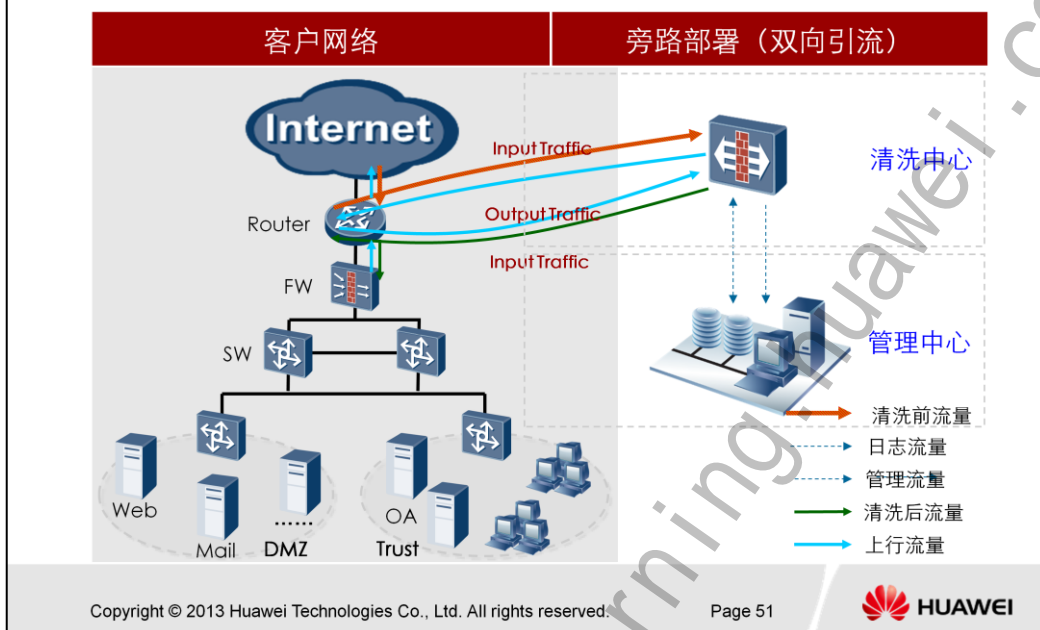 客户网络
旁路部署（双向引流）
Internet
Input Traffic
清洗中心
Router
Output Traffic
Input Traffic
FW
SW
管理中心
清洗前流量
日志流量
管理流量
清洗后流量
上行流量
Web
Mail
......
DMZ
OA
Trust
Copyright © 2013 Huawei Technologies Co., Ltd. All rights reserved.
Page 51
HUAWEI
rning.huawei.c